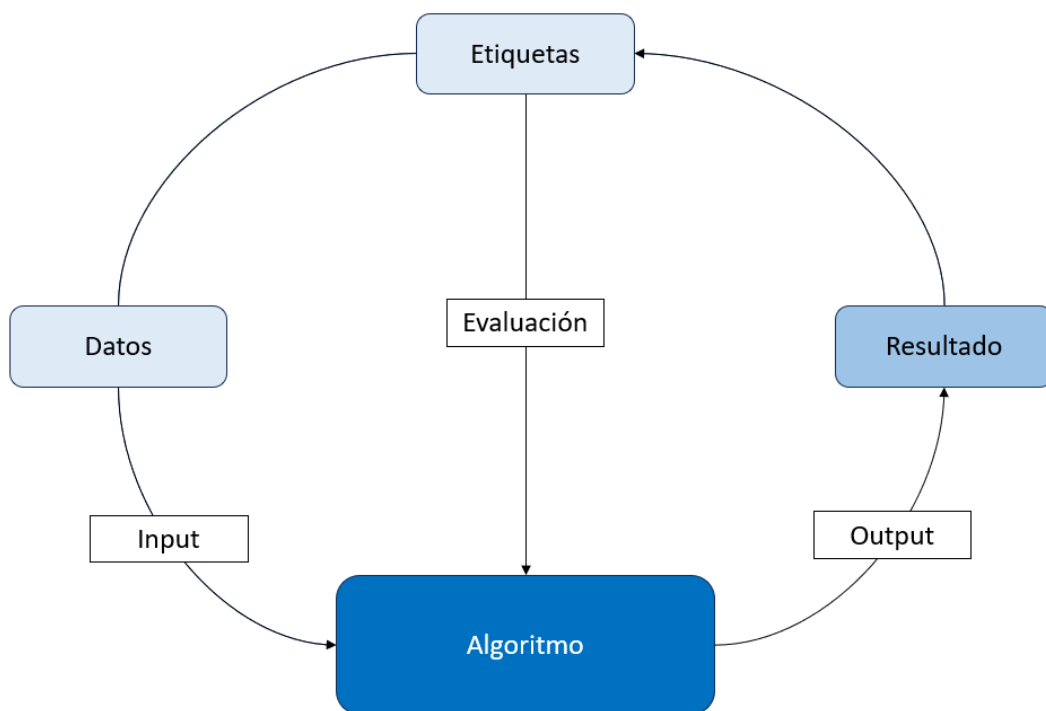 Etiquetas
Evaluación
Datos
Resultado
Input
Output
Algoritmo